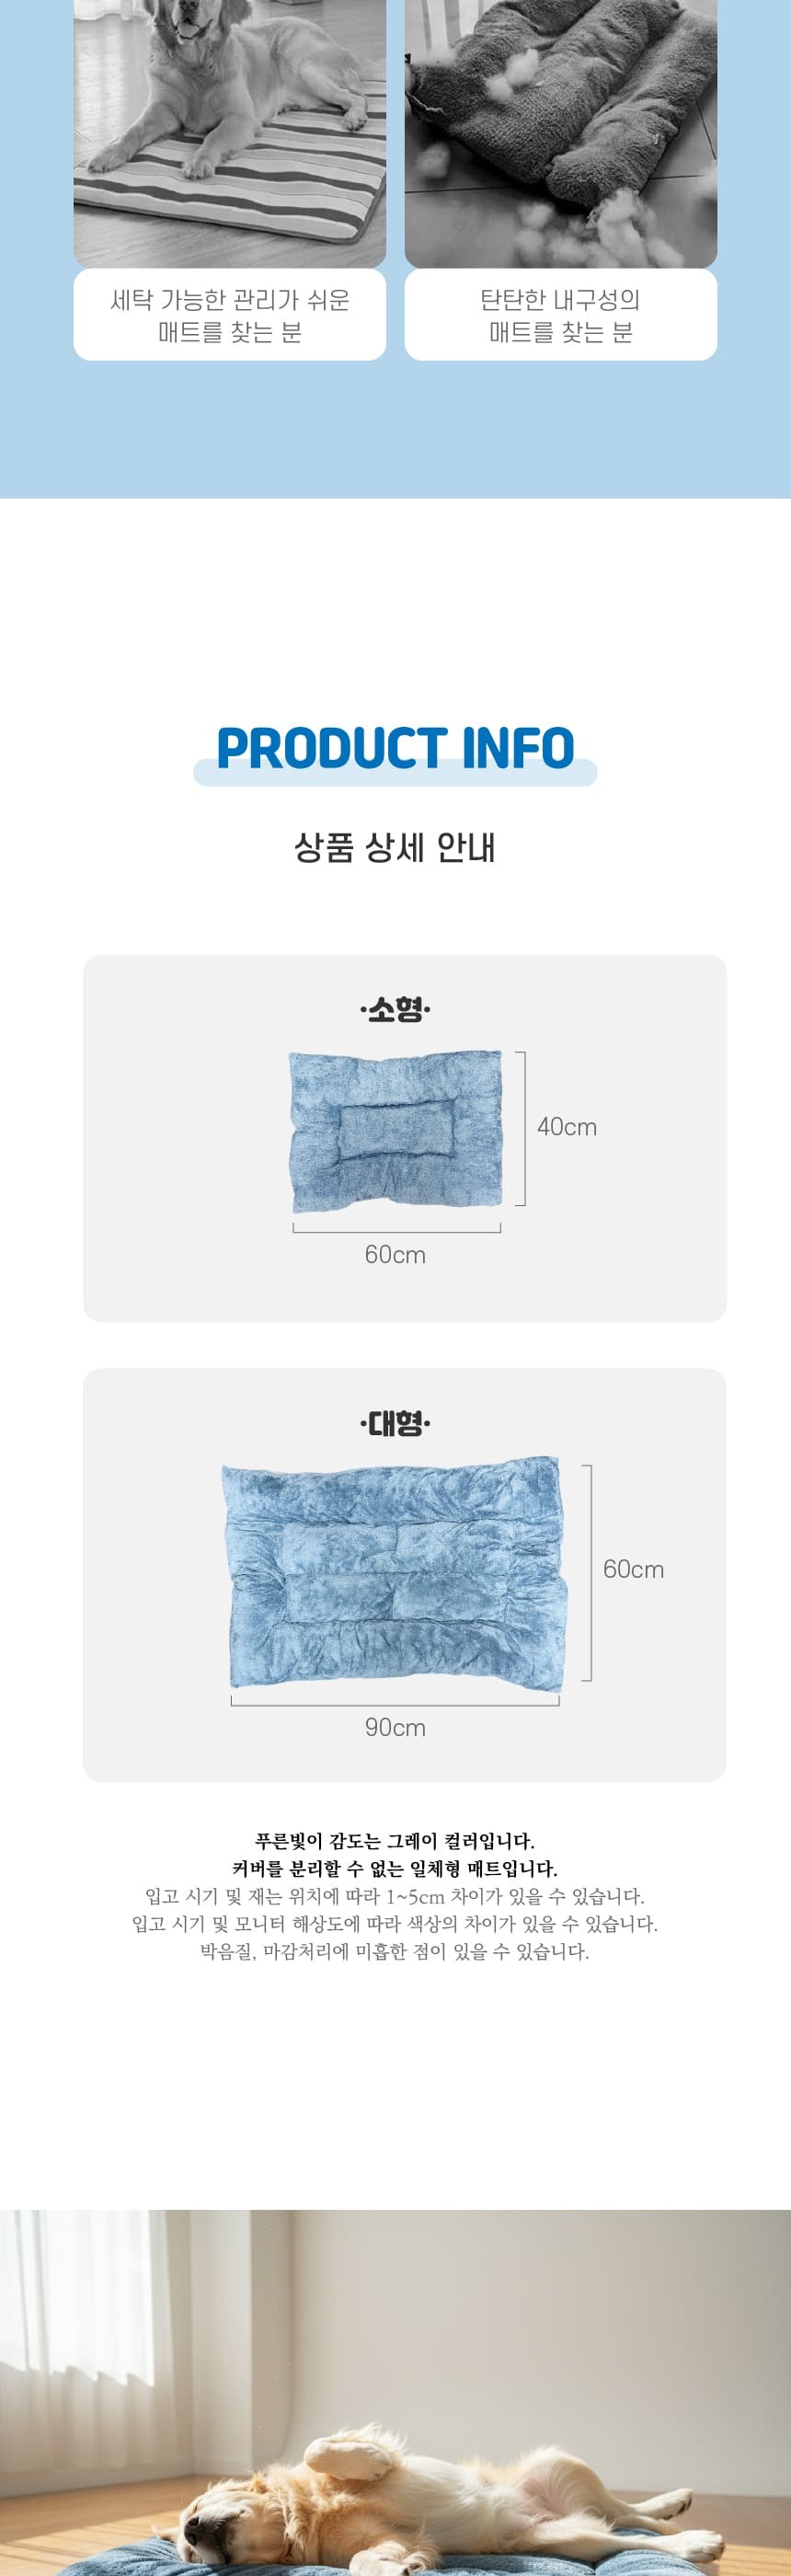 세탁 가능한 관리가 쉬운
매트를 찾는 분
탄탄한 내구성의
매트를 찾는 분
PRODUCT INFO
상품 상세 안내
·소형·
40cm
60cm
·대형·
60cm
90cm
푸른빛이 감도는 그레이 컬러입니다.
커버를 분리할 수 없는 일체형 매트입니다.
입고 시기 및 재는 위치에 따라 1~5cm 차이가 있을 수 있습니다.
입고 시기 및 모니터 해상도에 따라 색상의 차이가 있을 수 있습니다.
박음질, 마감처리에 미흡한 점이 있을 수 있습니다.